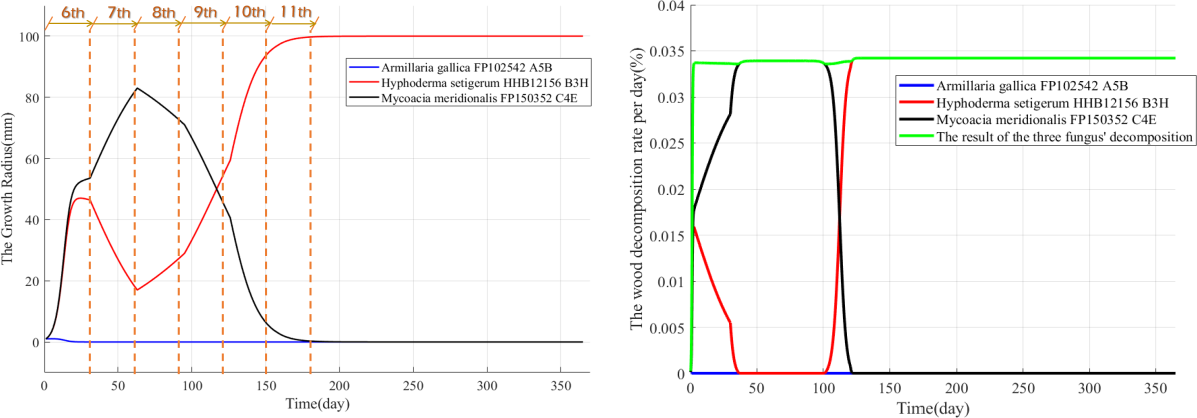 6th 7th 8th 9th 10th 11th
100
80
60
40
20
0
The Growth Radius(mm)
Armillaria gallica FP102542 A5B
Hyphoderma setigerum HHB12156 B3H
Mycoacia meridionalis FP150352 C4E
0 50 100 150 200 250 300 350
Time(day)
0.04
0.035
0.03
0.025
0.02
0.015
0.01
0.005
0
The wood decomposition rate per day(%)
Armillaria gallica FP102542 A5B
Hyphoderma setigerum HHB12156 B3H
Mycoacia meridionalis FP150352 C4E
The result of the three fungus' decomposition
0 50 100 150 200 250 300 350
Time(day)